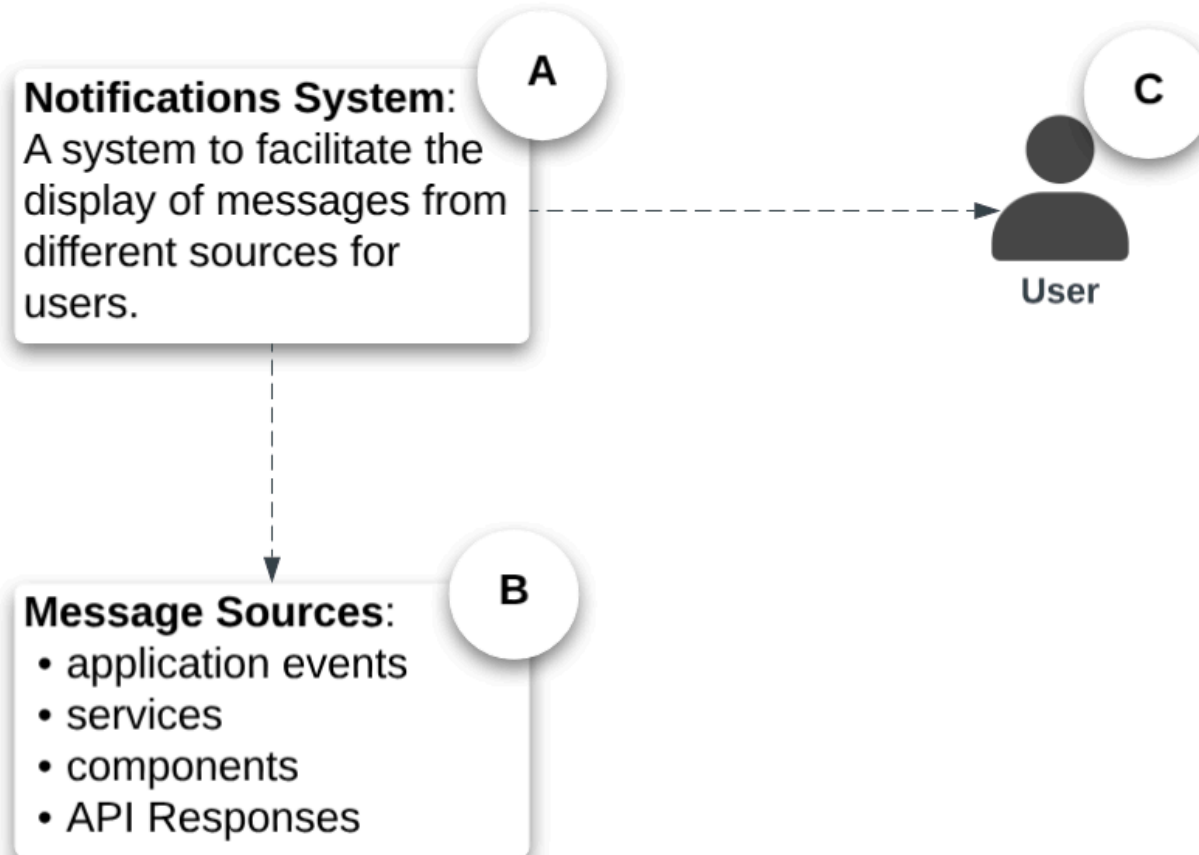 A
Notifications System:
A system to facilitate the
display of messages from
different sources for
users.
C
User
B
Message Sources:
• application events
• services
• components
• API Responses